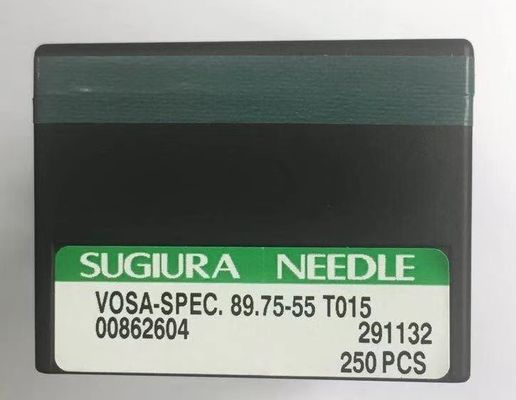 SUGIURA NEEDLE
VOSA-SPEC. 89.75-55 T015
00862604 291132
250 PCS